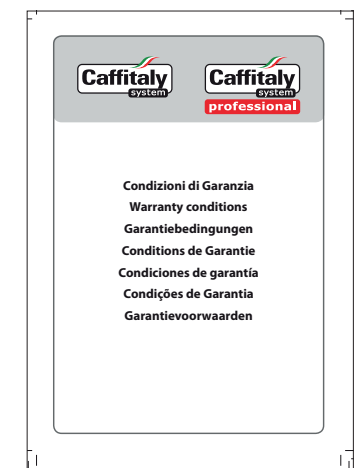 Caffitaly
system
Caffitaly
system
professional
Condizioni di Garanzia
Warranty conditions
Garantiebedingungen
Conditions de Garantie
Condiciones de garantía
Condições de Garantia
Garantievoorwaarden